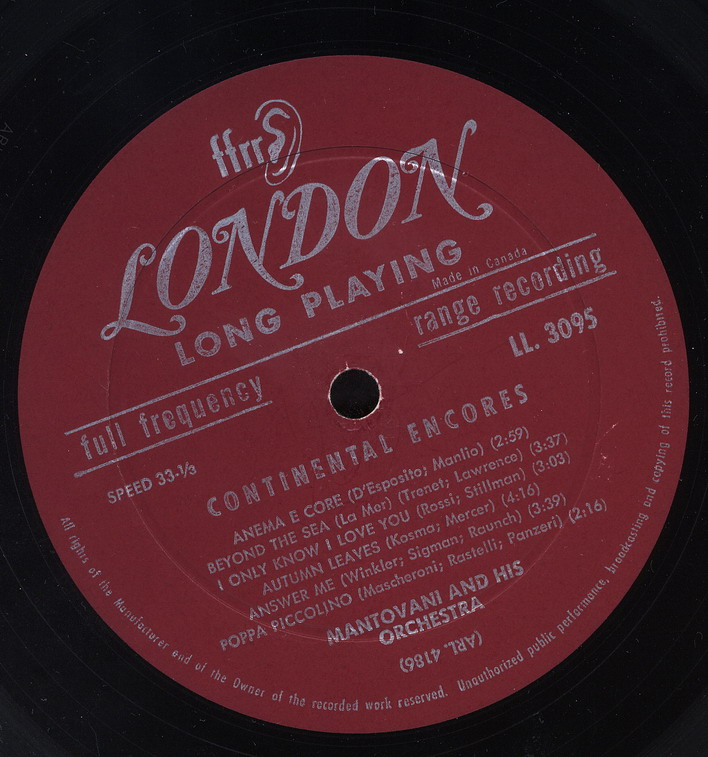 ffrr
LONDON
LONG PLAYING
Made in Canada
full frequency range recording
LL. 3095
SPEED 33-⅓
CONTINENTAL ENCORES
ANEMA E CORE (D'Esposito; Manlio) (2:59)
BEYOND THE SEA (La Mer) (Trenet; Lawrence) (3:37)
I ONLY KNOW I LOVE YOU (Rossi; Stillman) (3:03)
AUTUMN LEAVES (Kosma; Mercer) (4:16)
ANSWER ME (Winkler; Sigman; Raunch) (3:39)
POPPA PICCOLINO (Mascheroni; Rastelli; Panzeri) (2:16)
MANTOVANI AND HIS
ORCHESTRA
(ARL. 4186)
All rights of the Manufacturer and of the Owner of the recorded work reserved. Unauthorized public performance, broadcasting and copying of this record prohibited.